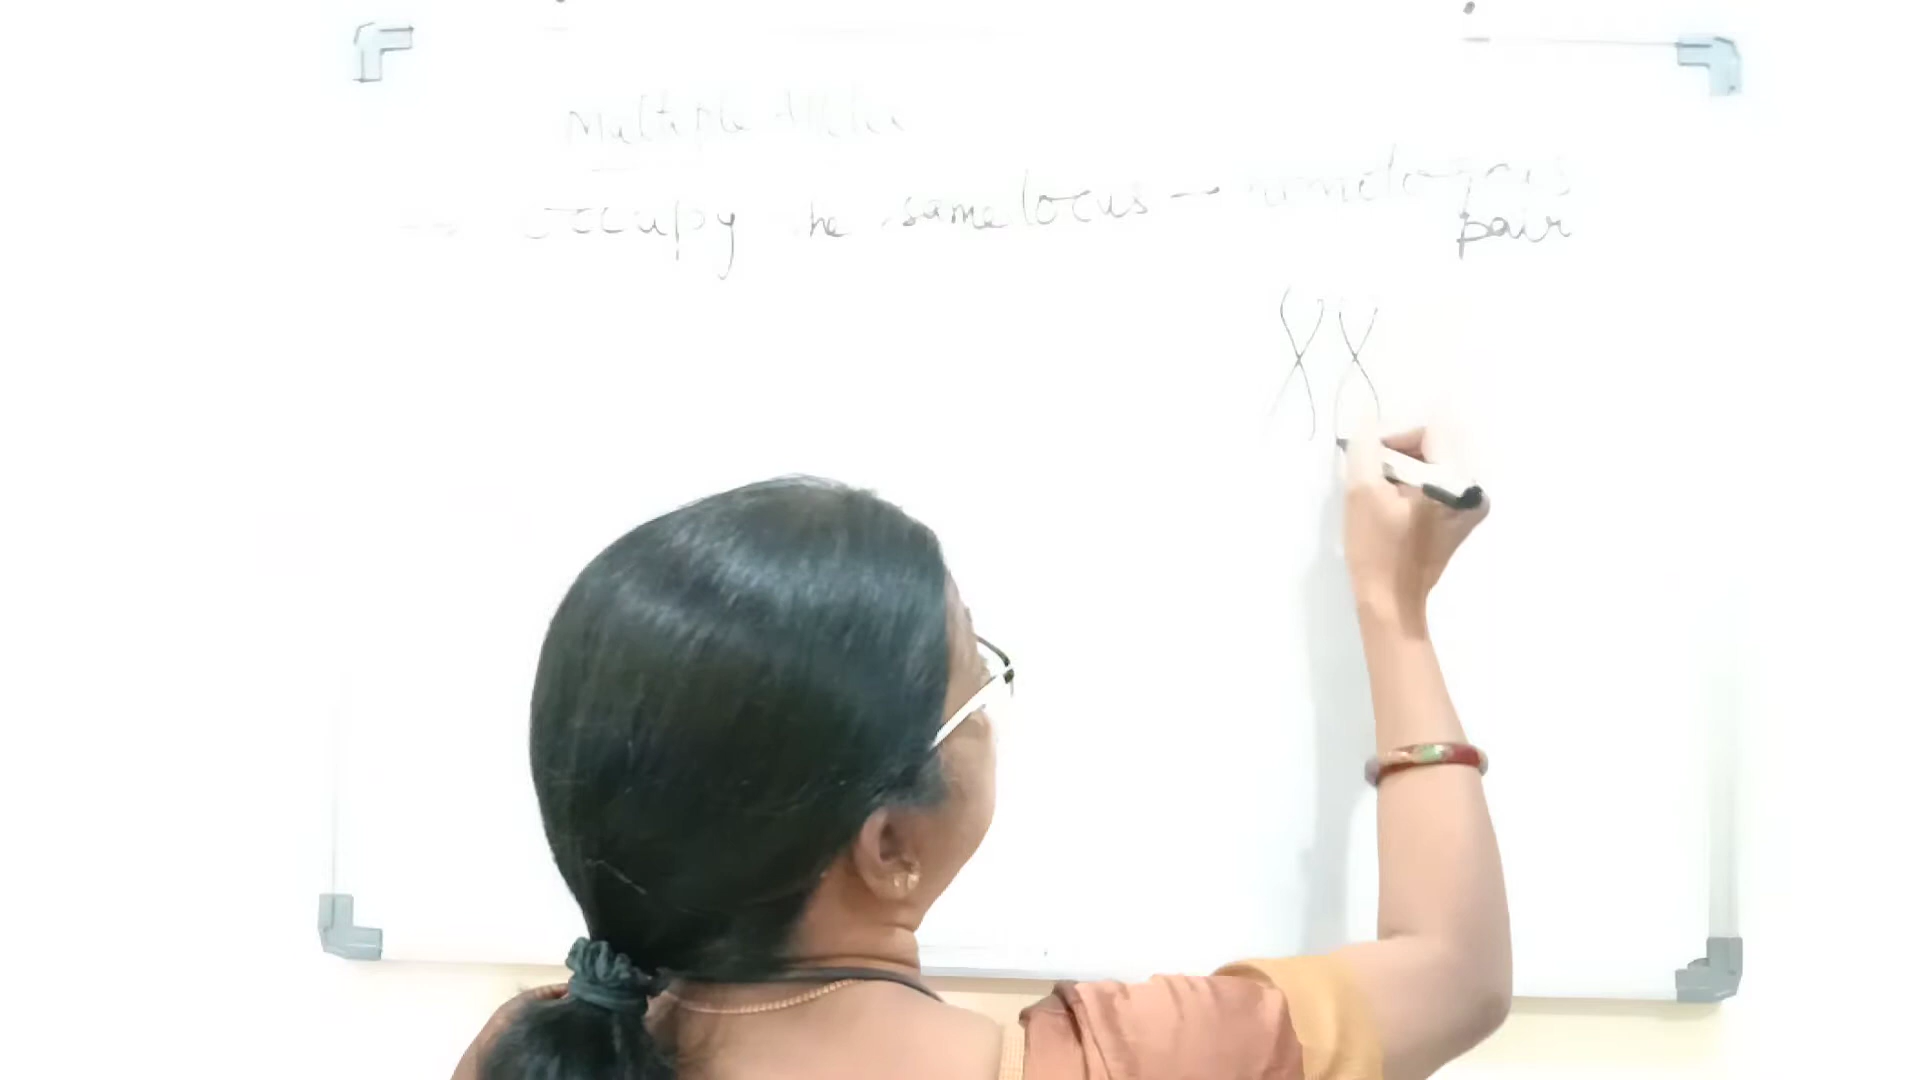 Multiple Alleles
→ occupy the same locus → homologous
pair